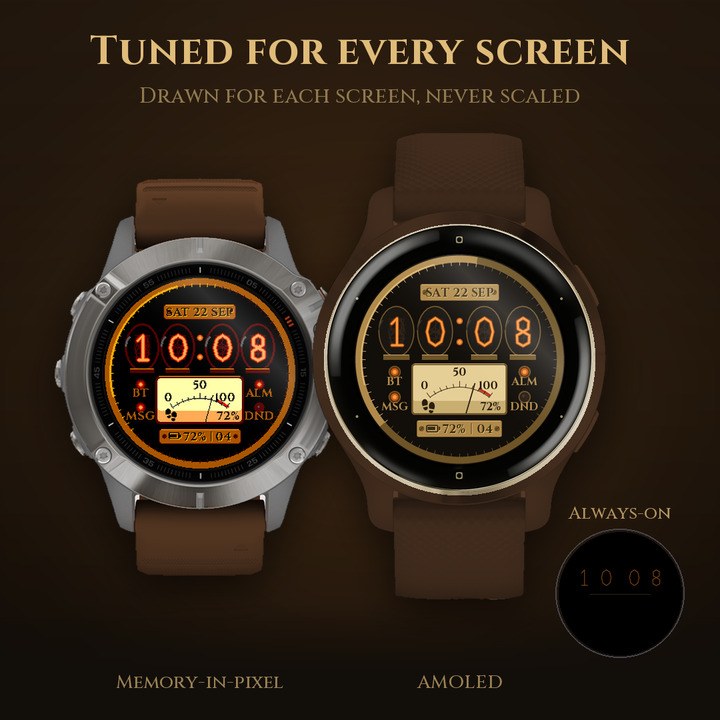 Tuned for every screen
Drawn for each screen, never scaled
SAT 22 SEP
10:08
BT
ALM
MSG
DND
0
50
100
72%
72% | 04
SAT 22 SEP
10:08
BT
ALM
MSG
DND
0
50
100
72%
72% | 04
Always-on
10 08
Memory-in-pixel
AMOLED